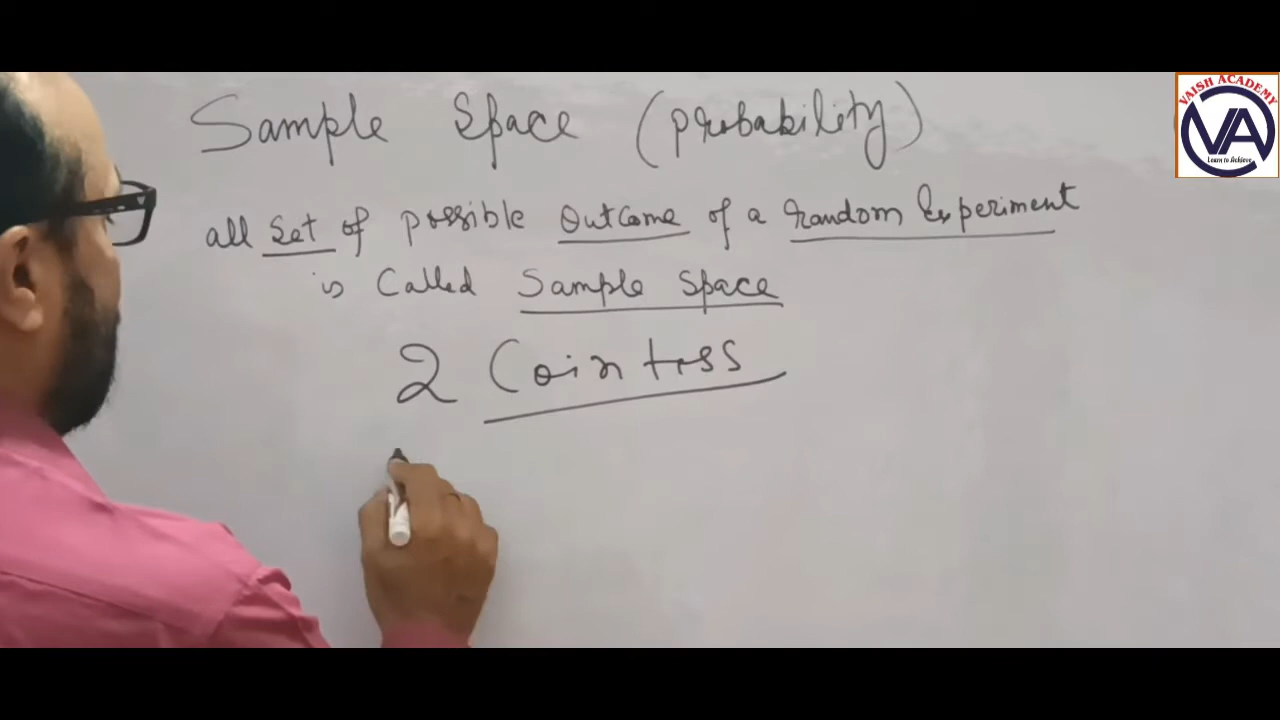 Sample Space (Probability)
all Set of possible Outcome of a random Experiment
is Called Sample Space
2 Coin toss
VAISH ACADEMY
VA
Learn to Achieve